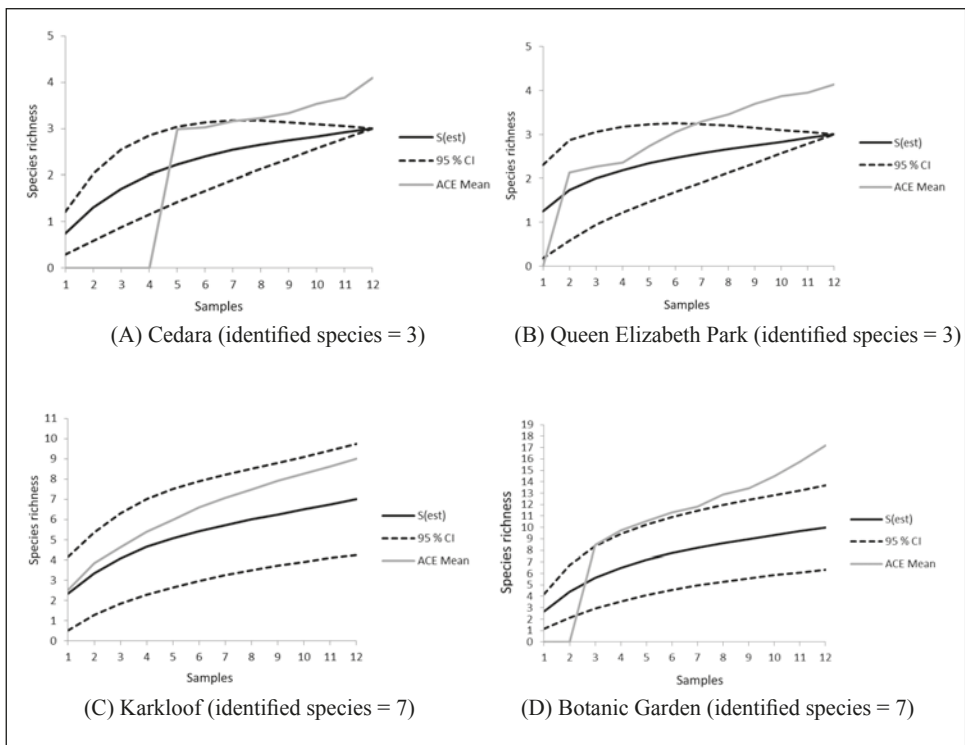 5
4
3
2
1
0
Species richness
1 2 3 4 5 6 7 8 9 10 11 12
Samples
S(est)
95 % CI
ACE Mean
(A) Cedara (identified species = 3)
5
4
3
2
1
0
Species richness
1 2 3 4 5 6 7 8 9 10 11 12
Samples
S(est)
95 % CI
ACE Mean
(B) Queen Elizabeth Park (identified species = 3)
11
10
9
8
7
6
5
4
3
2
1
0
Species richness
1 2 3 4 5 6 7 8 9 10 11 12
Samples
S(est)
95 % CI
ACE Mean
(C) Karkloof (identified species = 7)
19
18
17
16
15
14
13
12
11
10
9
8
7
6
5
4
3
2
1
0
Species richness
1 2 3 4 5 6 7 8 9 10 11 12
Samples
S(est)
95 % CI
ACE Mean
(D) Botanic Garden (identified species = 7)